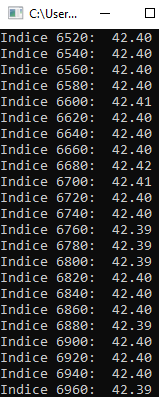 C:\User...
Indice 6520:  42.40
Indice 6540:  42.40
Indice 6560:  42.40
Indice 6580:  42.40
Indice 6600:  42.41
Indice 6620:  42.40
Indice 6640:  42.40
Indice 6660:  42.40
Indice 6680:  42.42
Indice 6700:  42.41
Indice 6720:  42.40
Indice 6740:  42.40
Indice 6760:  42.39
Indice 6780:  42.39
Indice 6800:  42.39
Indice 6820:  42.40
Indice 6840:  42.40
Indice 6860:  42.40
Indice 6880:  42.39
Indice 6900:  42.40
Indice 6920:  42.40
Indice 6940:  42.40
Indice 6960:  42.39